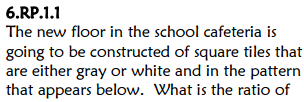 6.RP.1.1
The new floor in the school cafeteria is
going to be constructed of square tiles that
are either gray or white and in the pattern
that appears below.  What is the ratio of